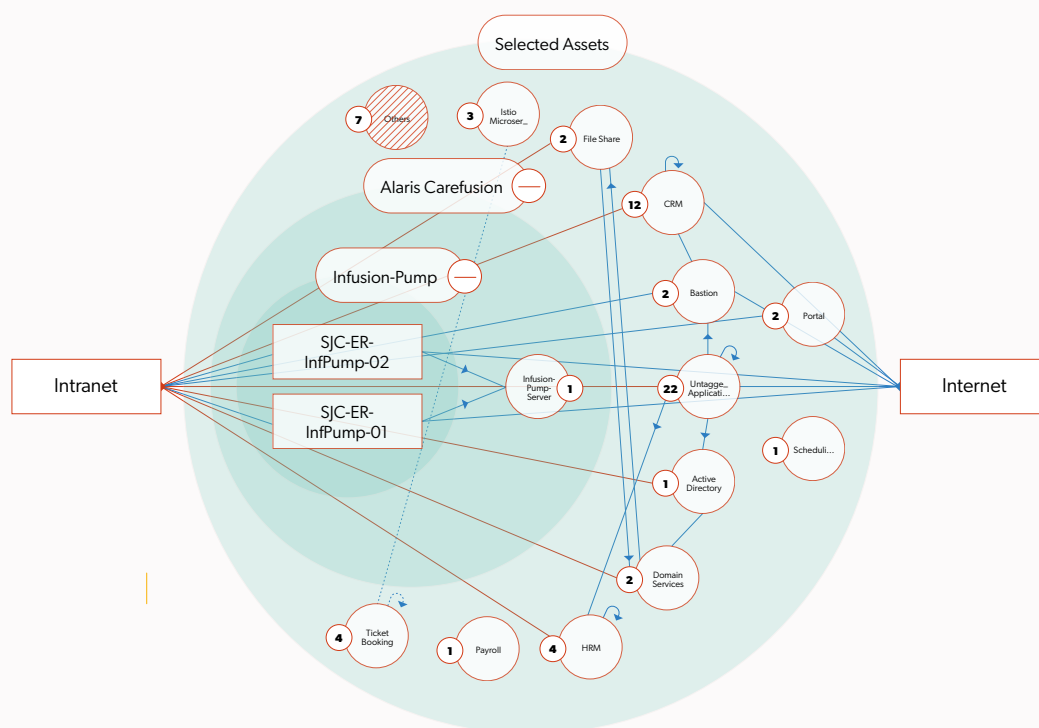 Selected Assets
7
Others
3
Istio
Microser_
2
File Share
Alaris Carefusion
12
CRM
Infusion-Pump
2
Bastion
2
Portal
SJC-ER-
InfPump-02
Intranet
Infusion-
Pump-
Server
1
22
Untagge_
Applicati...
Internet
SJC-ER-
InfPump-01
1
Scheduli...
1
Active
Directory
2
Domain
Services
4
Ticket
Booking
1
Payroll
4
HRM